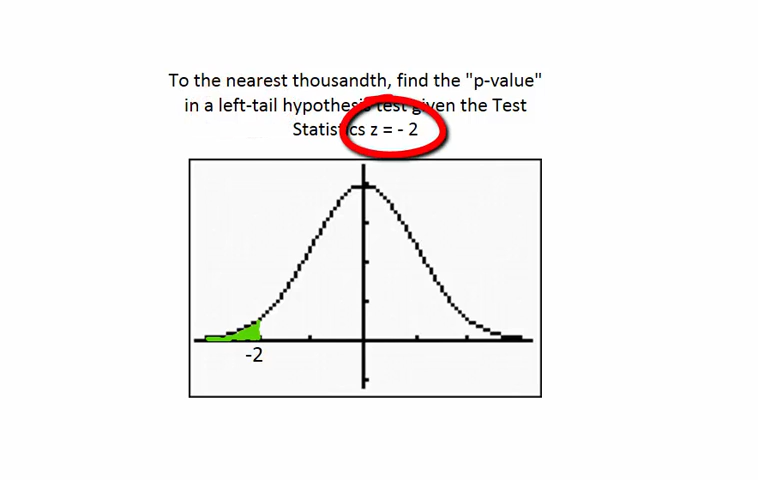 To the nearest thousandth, find the "p-value"
in a left-tail hypothesis test given the Test
Statistics z = - 2
-2